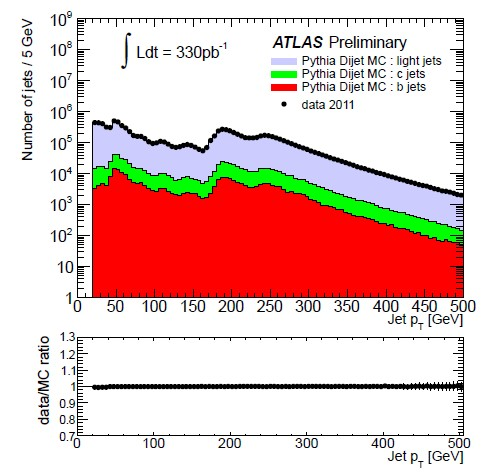 ∫ Ldt = 330pb⁻¹
ATLAS Preliminary
Pythia Dijet MC : light jets
Pythia Dijet MC : c jets
Pythia Dijet MC : b jets
data 2011
Number of jets / 5 GeV
10⁹
10⁸
10⁷
10⁶
10⁵
10⁴
10³
10²
10
1
0 50 100 150 200 250 300 350 400 450 500
Jet p_T [GeV]
data/MC ratio
1.3
1.2
1.1
1
0.9
0.8
0.7
0 100 200 300 400 500
Jet p_T [GeV]